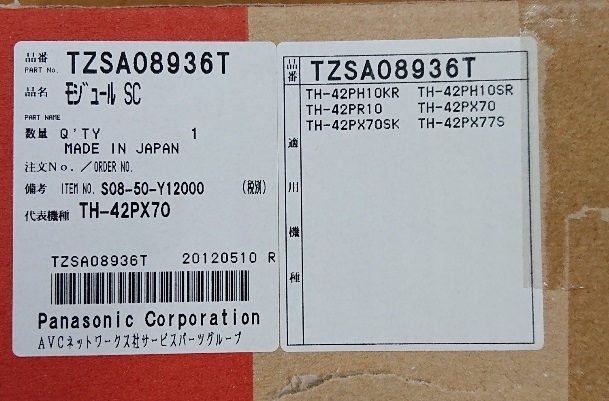 品番 PART No. TZSA08936T
品名 モジュール SC
PART NAME
数量 Q'TY 1
MADE IN JAPAN
注文No.／ORDER NO.
備考 ITEM NO. S08-50-Y12000 (税別)
代表機種 TH-42PX70
TZSA08936T 20120510 R
Panasonic Corporation
AVCネットワークス社サービスパーツグループ
品番 TZSA08936T
適用機種
TH-42PH10KR TH-42PH10SR
TH-42PR10 TH-42PX70
TH-42PX70SK TH-42PX77S